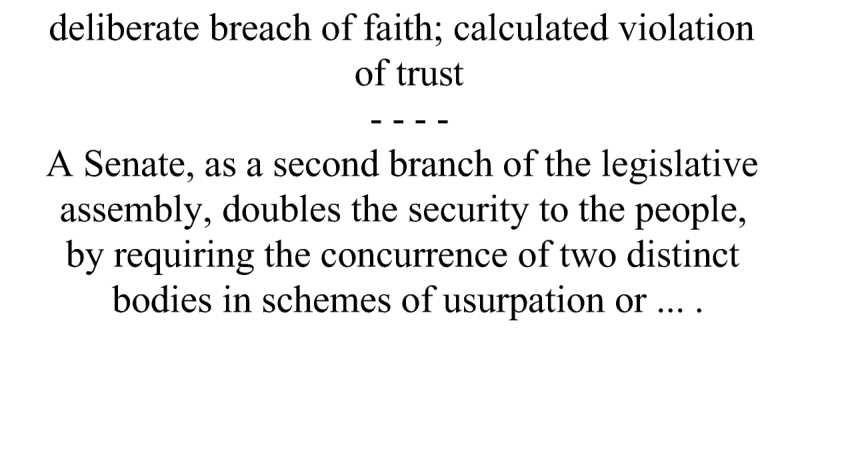 deliberate breach of faith; calculated violation
of trust
- - - -
A Senate, as a second branch of the legislative
assembly, doubles the security to the people,
by requiring the concurrence of two distinct
bodies in schemes of usurpation or ... .